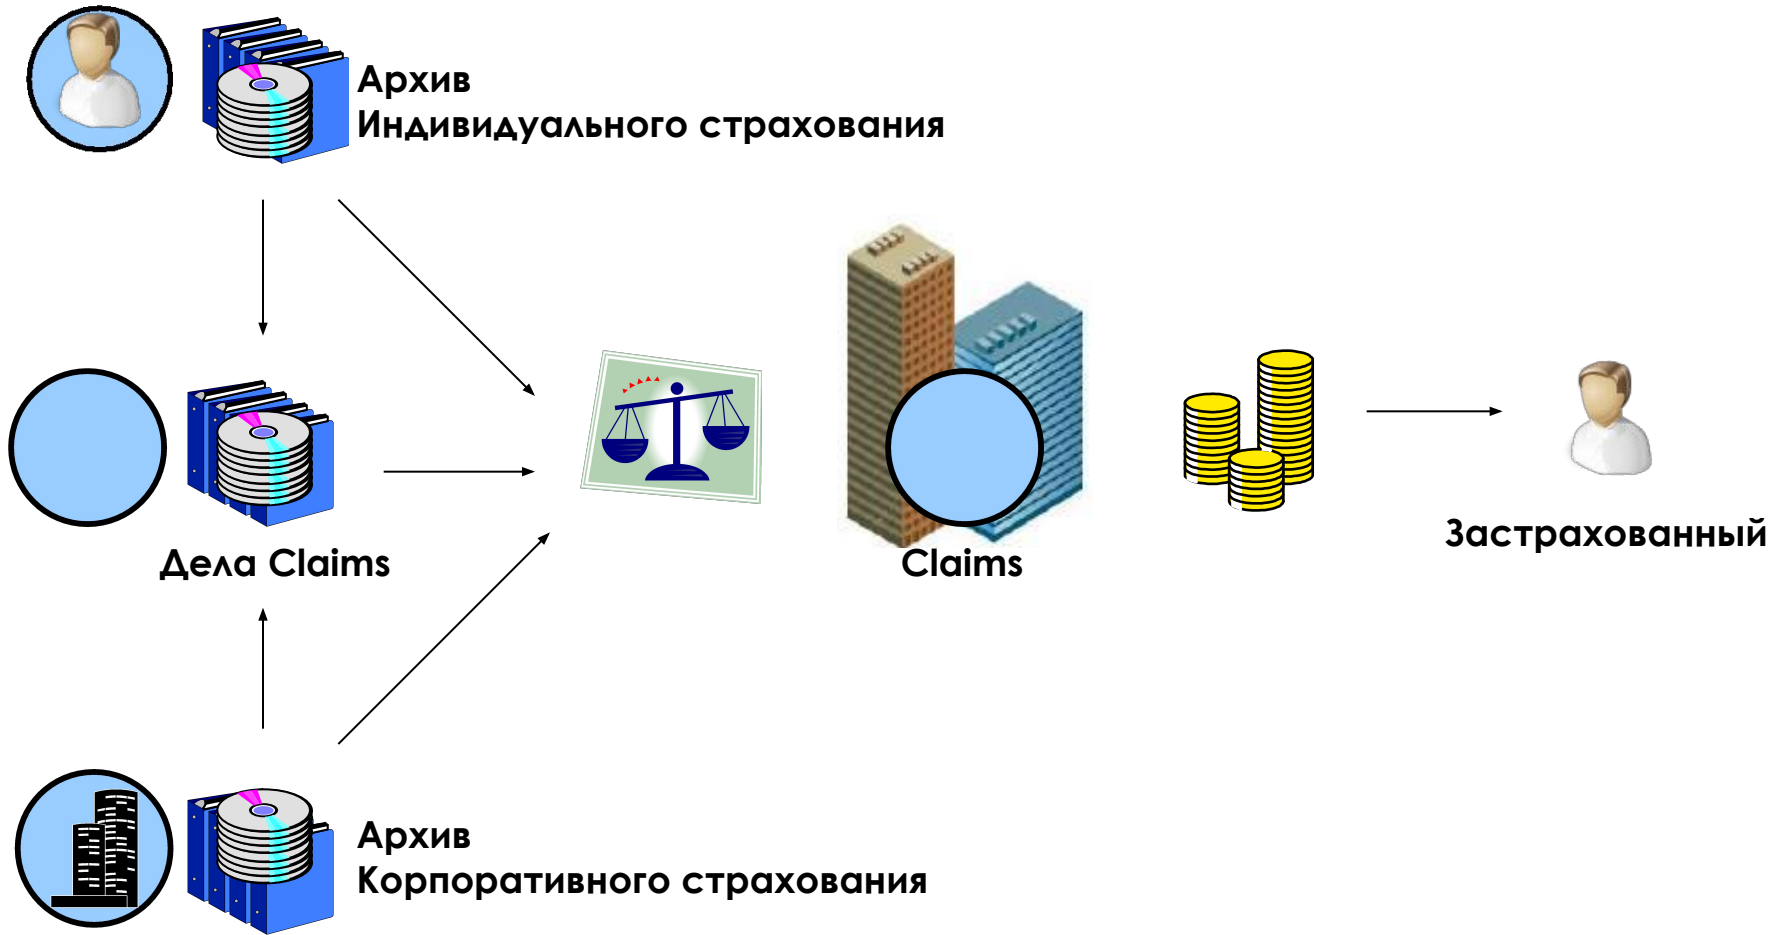 Архив
Индивидуального страхования
Застрахованный
Дела Claims
Claims
Архив
Корпоративного страхования